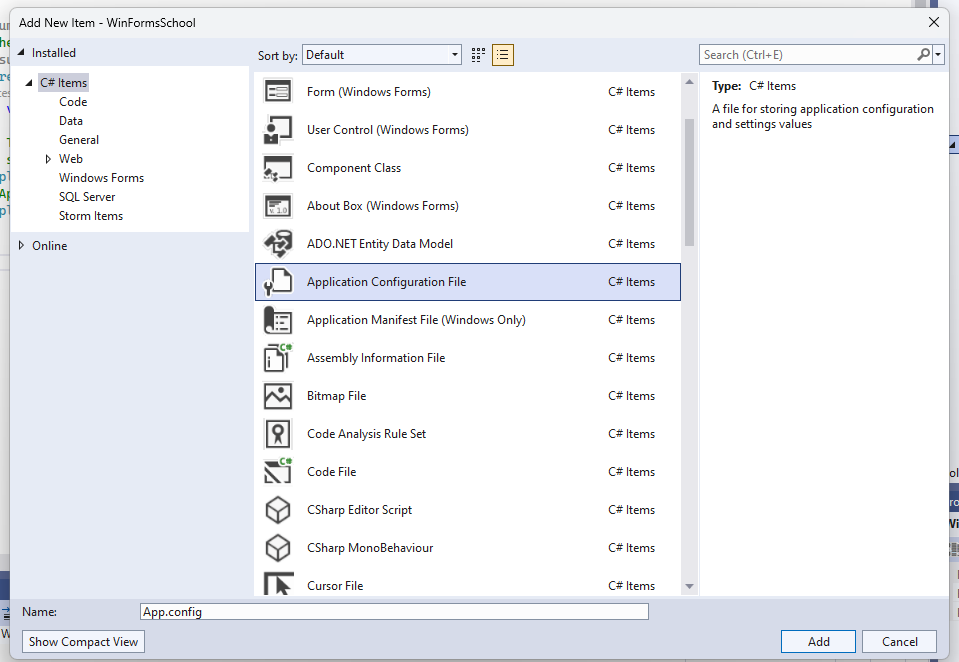 Add New Item - WinFormsSchool
Installed
C# Items
Code
Data
General
Web
Windows Forms
SQL Server
Storm Items
Online
Sort by: Default
Search (Ctrl+E)
Form (Windows Forms) C# Items
User Control (Windows Forms) C# Items
Component Class C# Items
About Box (Windows Forms) C# Items
ADO.NET Entity Data Model C# Items
Application Configuration File C# Items
Application Manifest File (Windows Only) C# Items
Assembly Information File C# Items
Bitmap File C# Items
Code Analysis Rule Set C# Items
Code File C# Items
CSharp Editor Script C# Items
CSharp MonoBehaviour C# Items
Cursor File C# Items
Type: C# Items
A file for storing application configuration
and settings values
Name: App.config
Show Compact View
Add
Cancel